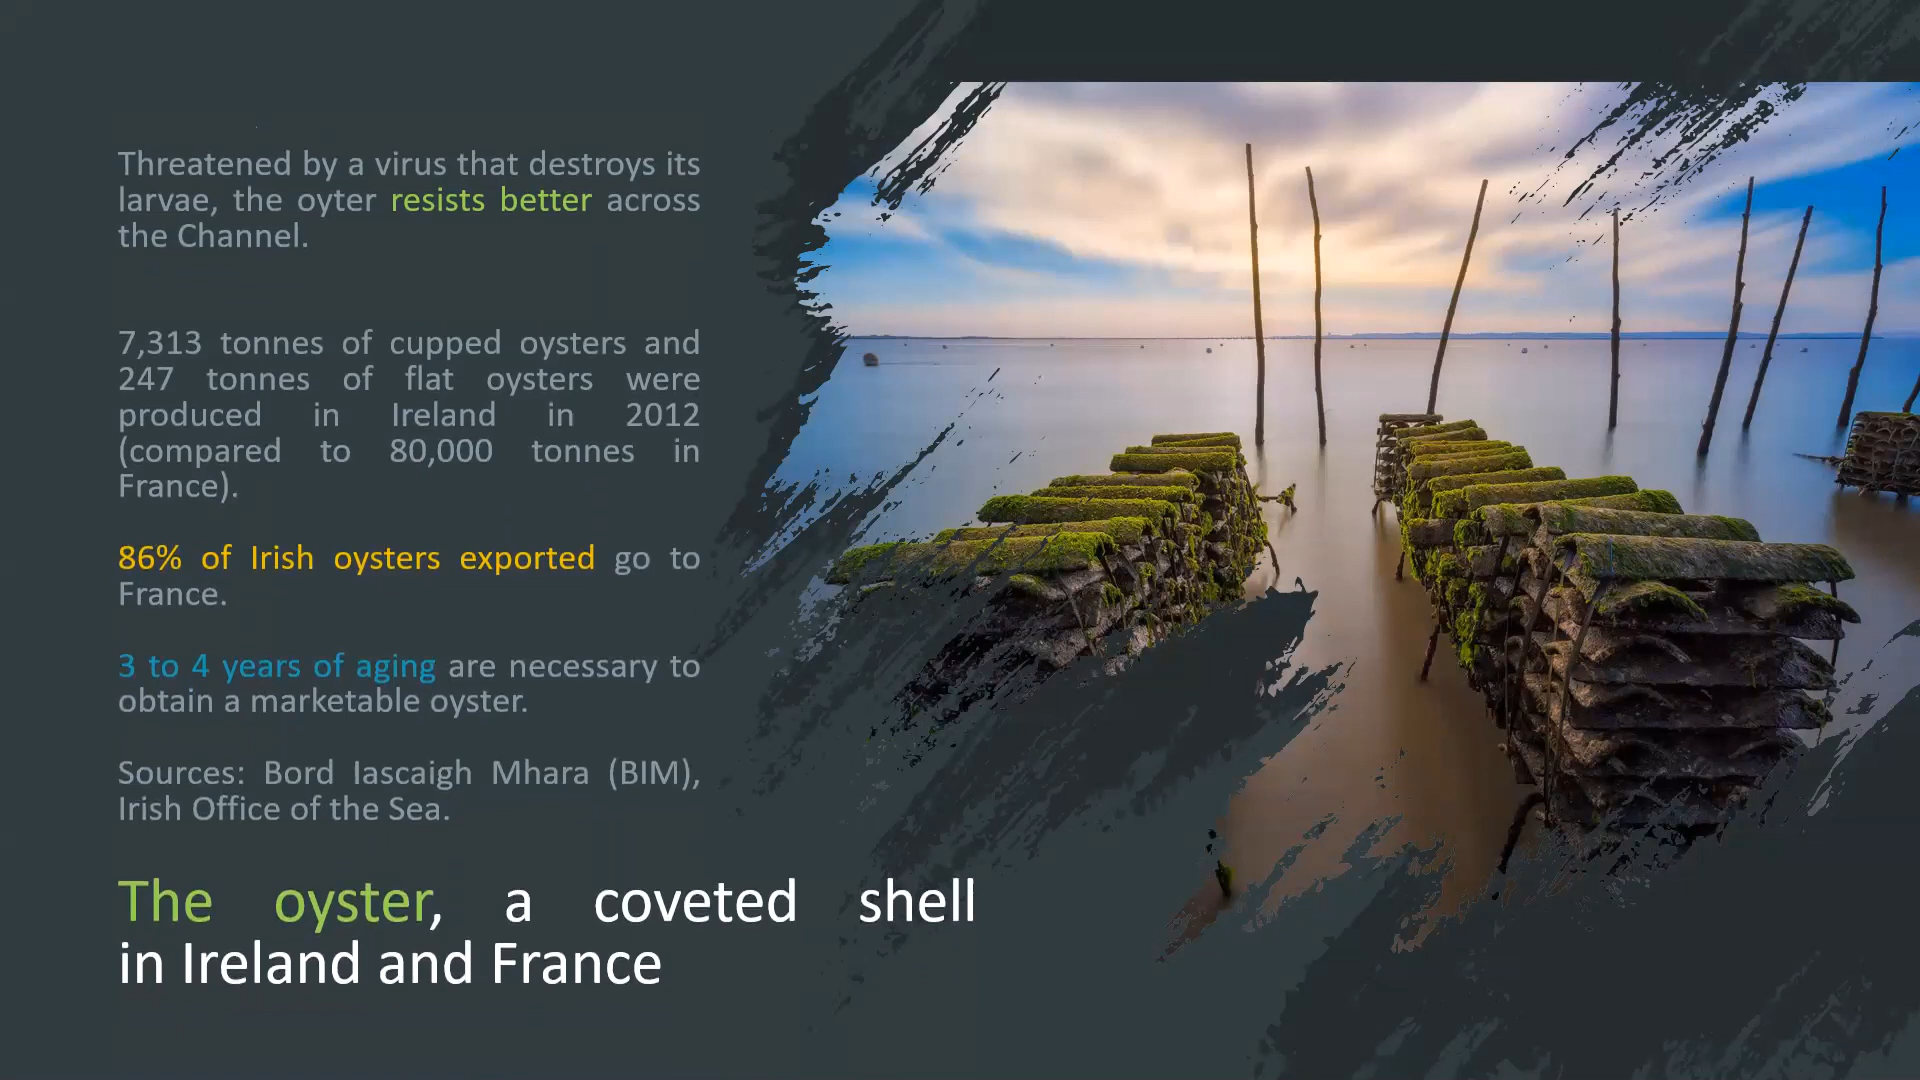 Threatened by a virus that destroys its
larvae, the oyter resists better across
the Channel.
7,313 tonnes of cupped oysters and
247 tonnes of flat oysters were
produced in Ireland in 2012
(compared to 80,000 tonnes in
France).
86% of Irish oysters exported go to
France.
3 to 4 years of aging are necessary to
obtain a marketable oyster.
Sources: Bord Iascaigh Mhara (BIM),
Irish Office of the Sea.
The oyster, a coveted shell
in Ireland and France